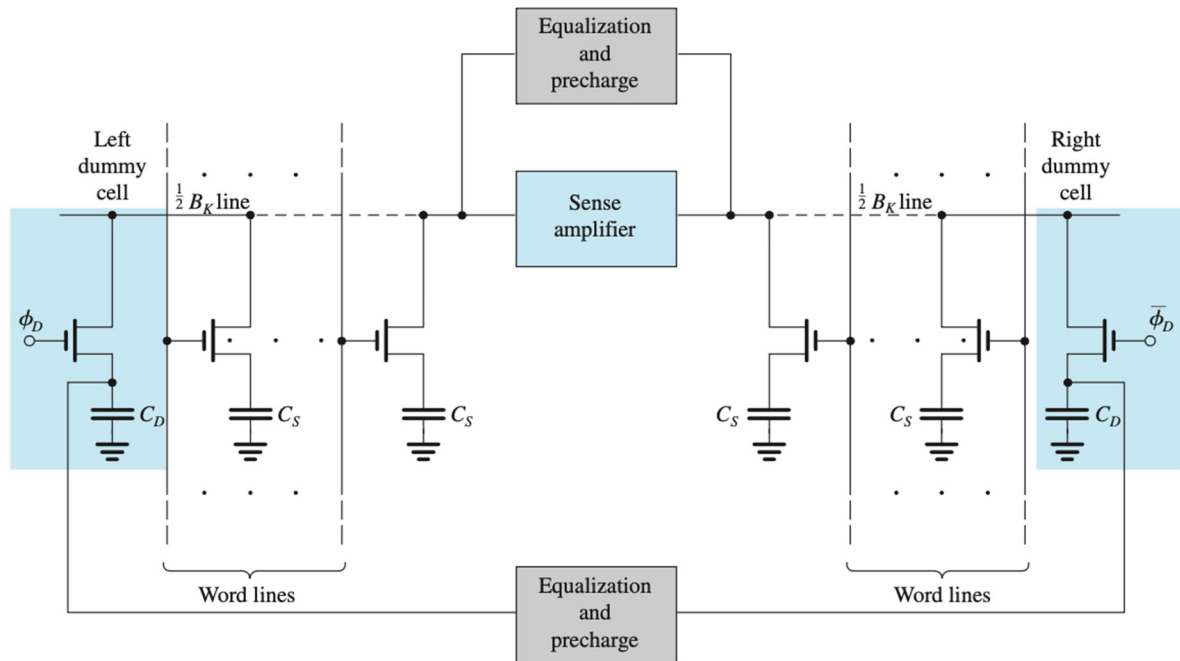 Equalization
and
precharge
Left
dummy
cell
Right
dummy
cell
½ B_K line
Sense
amplifier
½ B_K line
ϕ_D
ϕ̅_D
C_D
C_S
C_S
C_S
C_S
C_D
Word lines
Equalization
and
precharge
Word lines